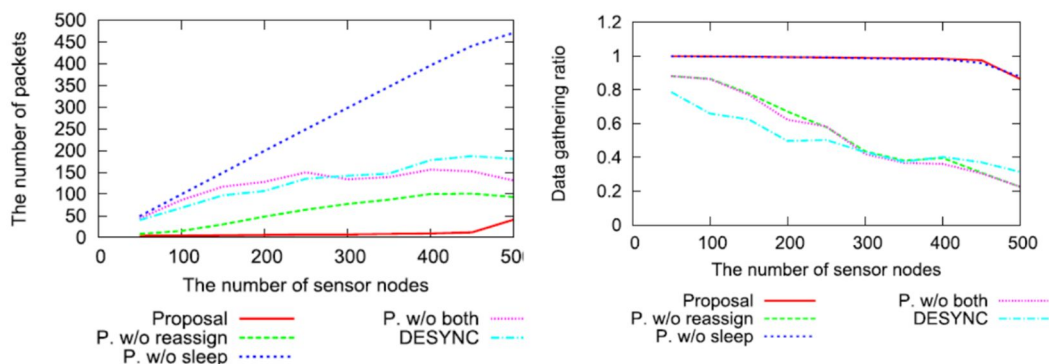 500
450
400
350
300
250
200
150
100
50
0
The number of packets
0 100 200 300 400 50
The number of sensor nodes
Proposal
P. w/o reassign
P. w/o sleep
P. w/o both
DESYNC
1.2
1
0.8
0.6
0.4
0.2
0
Data gathering ratio
0 100 200 300 400 500
The number of sensor nodes
Proposal
P. w/o reassign
P. w/o sleep
P. w/o both
DESYNC